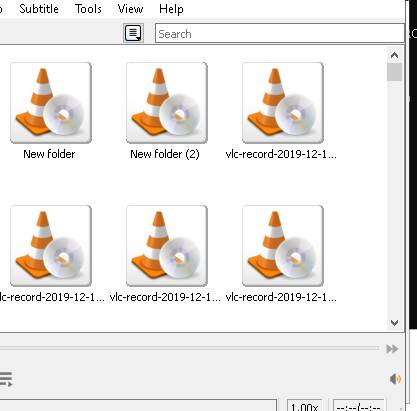 Subtitle Tools View Help
Search
New folder New folder (2) vlc-record-2019-12-1...
lc-record-2019-12-1... vlc-record-2019-12-1... vlc-record-2019-12-1...
1.00x --:--/--:--